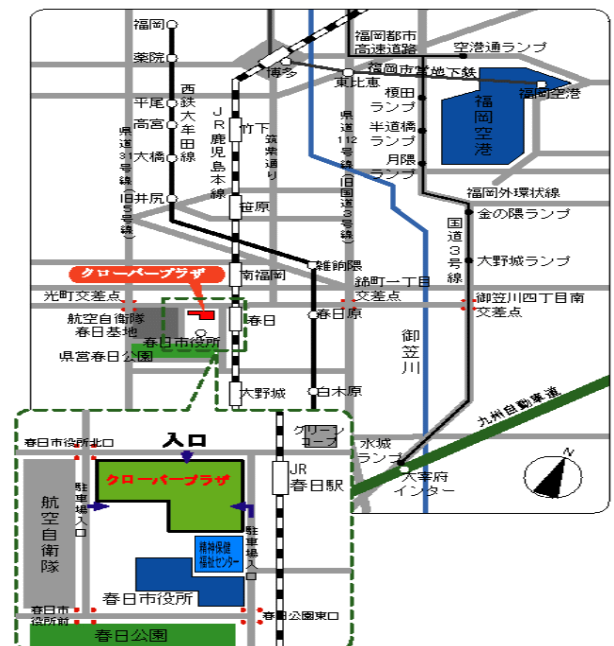 福岡
薬院
平尾
高宮
大橋
(旧)井尻
西鉄大牟田線
県道31号線(旧5号線)
JR鹿児島本線
博多
竹下
笹原
南福岡
春日
大野城
筑紫通り
福岡都市
高速道路
空港通ランプ
福岡市営地下鉄
東比恵
福岡空港
福岡空港
榎田
ランプ
半道橋
ランプ
月隈
ランプ
県道112号線(旧国道3号線)
福岡外環状線
金の隈ランプ
国道3号線
大野城ランプ
雑餉隈
錦町一丁目
交差点
御笠川四丁目南
交差点
春日原
白木原
御笠川
クローバープラザ
光町交差点
航空自衛隊
春日基地
春日市役所
県営春日公園
九州自動車道
水城
ランプ
大宰府
インター
グリーン
コープ
N
春日市役所北口
入口
クローバープラザ
駐車場入口
駐車場入口
航空自衛隊
JR
春日駅
精神保健
福祉センター
春日市役所
春日市
役所前
春日公園東口
春日公園